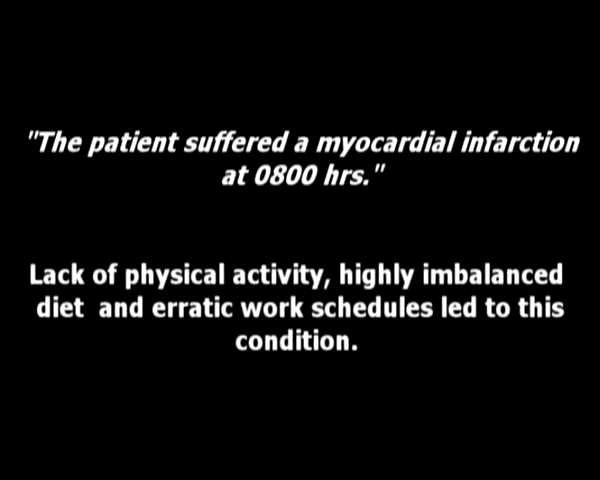 "The patient suffered a myocardial infarction
at 0800 hrs."
Lack of physical activity, highly imbalanced
diet and erratic work schedules led to this
condition.